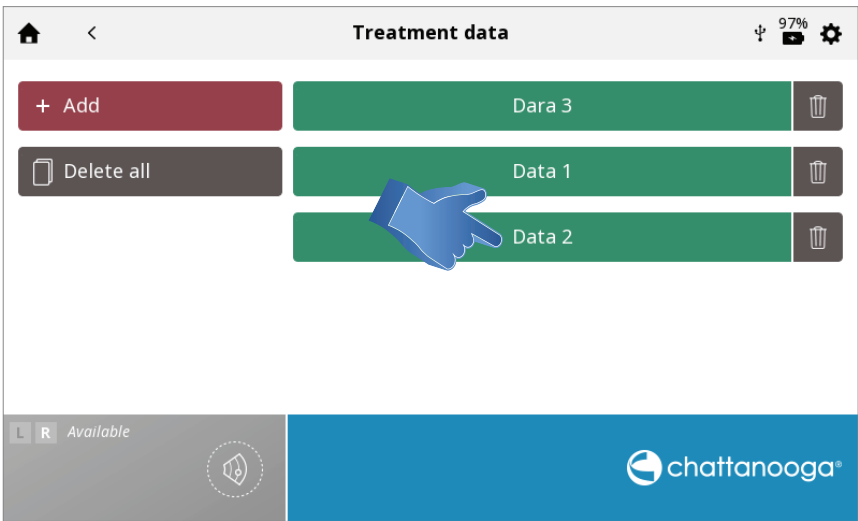 Treatment data
97%
+ Add
Dara 3
Delete all
Data 1
Data 2
L R Available
chattanooga®